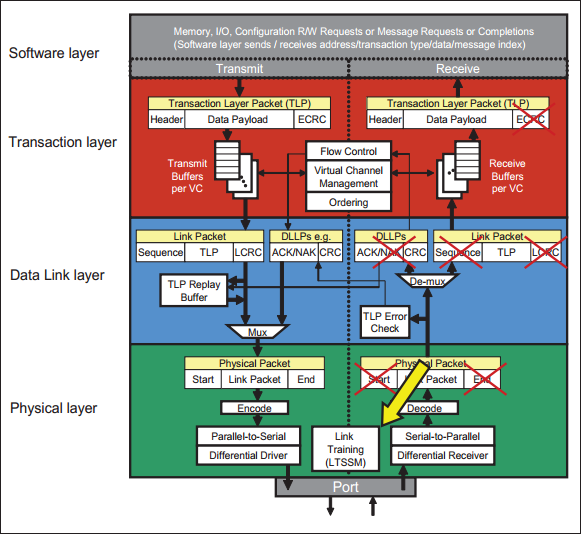 Software layer
Memory, I/O, Configuration R/W Requests or Message Requests or Completions
(Software layer sends / receives address/transaction type/data/message index)
Transmit
Receive
Transaction layer
Transaction Layer Packet (TLP)
Header
Data Payload
ECRC
Transaction Layer Packet (TLP)
Header
Data Payload
ECRC
Transmit
Buffers
per VC
Flow Control
Virtual Channel
Management
Ordering
Receive
Buffers
per VC
Data Link layer
Link Packet
Sequence
TLP
LCRC
DLLPs e.g.
ACK/NAK
CRC
DLLPs
ACK/NAK
CRC
Link Packet
Sequence
TLP
LCRC
TLP Replay
Buffer
De-mux
TLP Error
Check
Mux
Physical layer
Physical Packet
Start
Link Packet
End
Physical Packet
Start
Packet
End
Encode
Decode
Parallel-to-Serial
Differential Driver
Link
Training
(LTSSM)
Serial-to-Parallel
Differential Receiver
Port